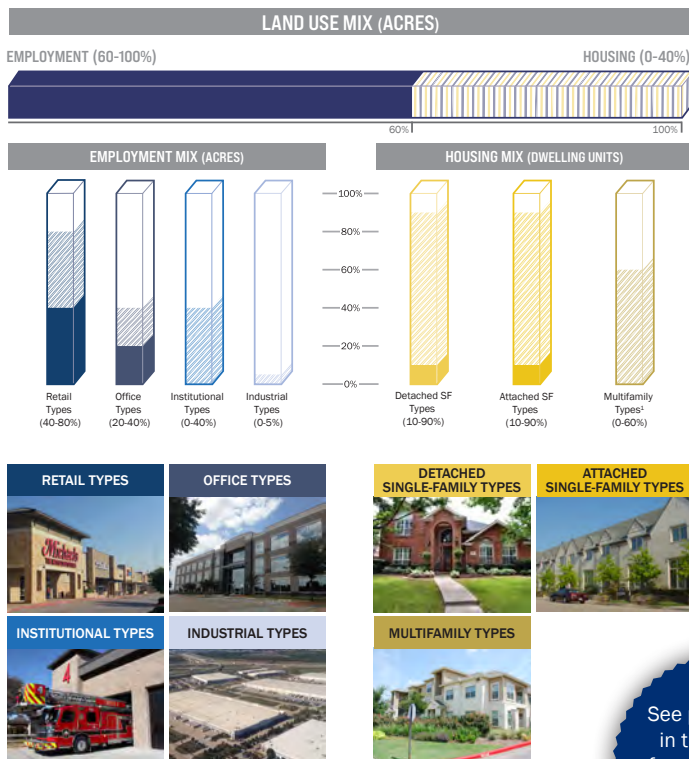 LAND USE MIX (ACRES)
EMPLOYMENT (60-100%)
HOUSING (0-40%)
60%
100%
EMPLOYMENT MIX (ACRES)
HOUSING MIX (DWELLING UNITS)
100%
80%
60%
40%
20%
0%
Retail
Types
(40-80%)
Office
Types
(20-40%)
Institutional
Types
(0-40%)
Industrial
Types
(0-5%)
Detached SF
Types
(10-90%)
Attached SF
Types
(10-90%)
Multifamily
Types¹
(0-60%)
RETAIL TYPES
OFFICE TYPES
DETACHED
SINGLE-FAMILY TYPES
ATTACHED
SINGLE-FAMILY TYPES
Michaels
INSTITUTIONAL TYPES
INDUSTRIAL TYPES
MULTIFAMILY TYPES
4
See
in t